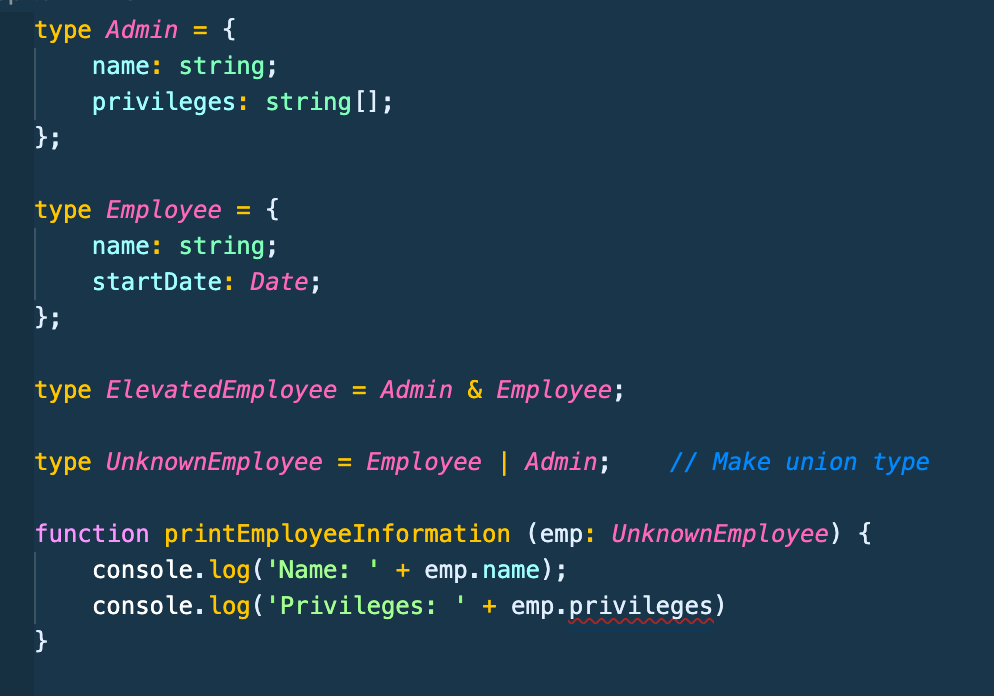 type Admin = {
    name: string;
    privileges: string[];
};

type Employee = {
    name: string;
    startDate: Date;
};

type ElevatedEmployee = Admin & Employee;

type UnknownEmployee = Employee | Admin;    // Make union type

function printEmployeeInformation (emp: UnknownEmployee) {
    console.log('Name: ' + emp.name);
    console.log('Privileges: ' + emp.privileges)
}